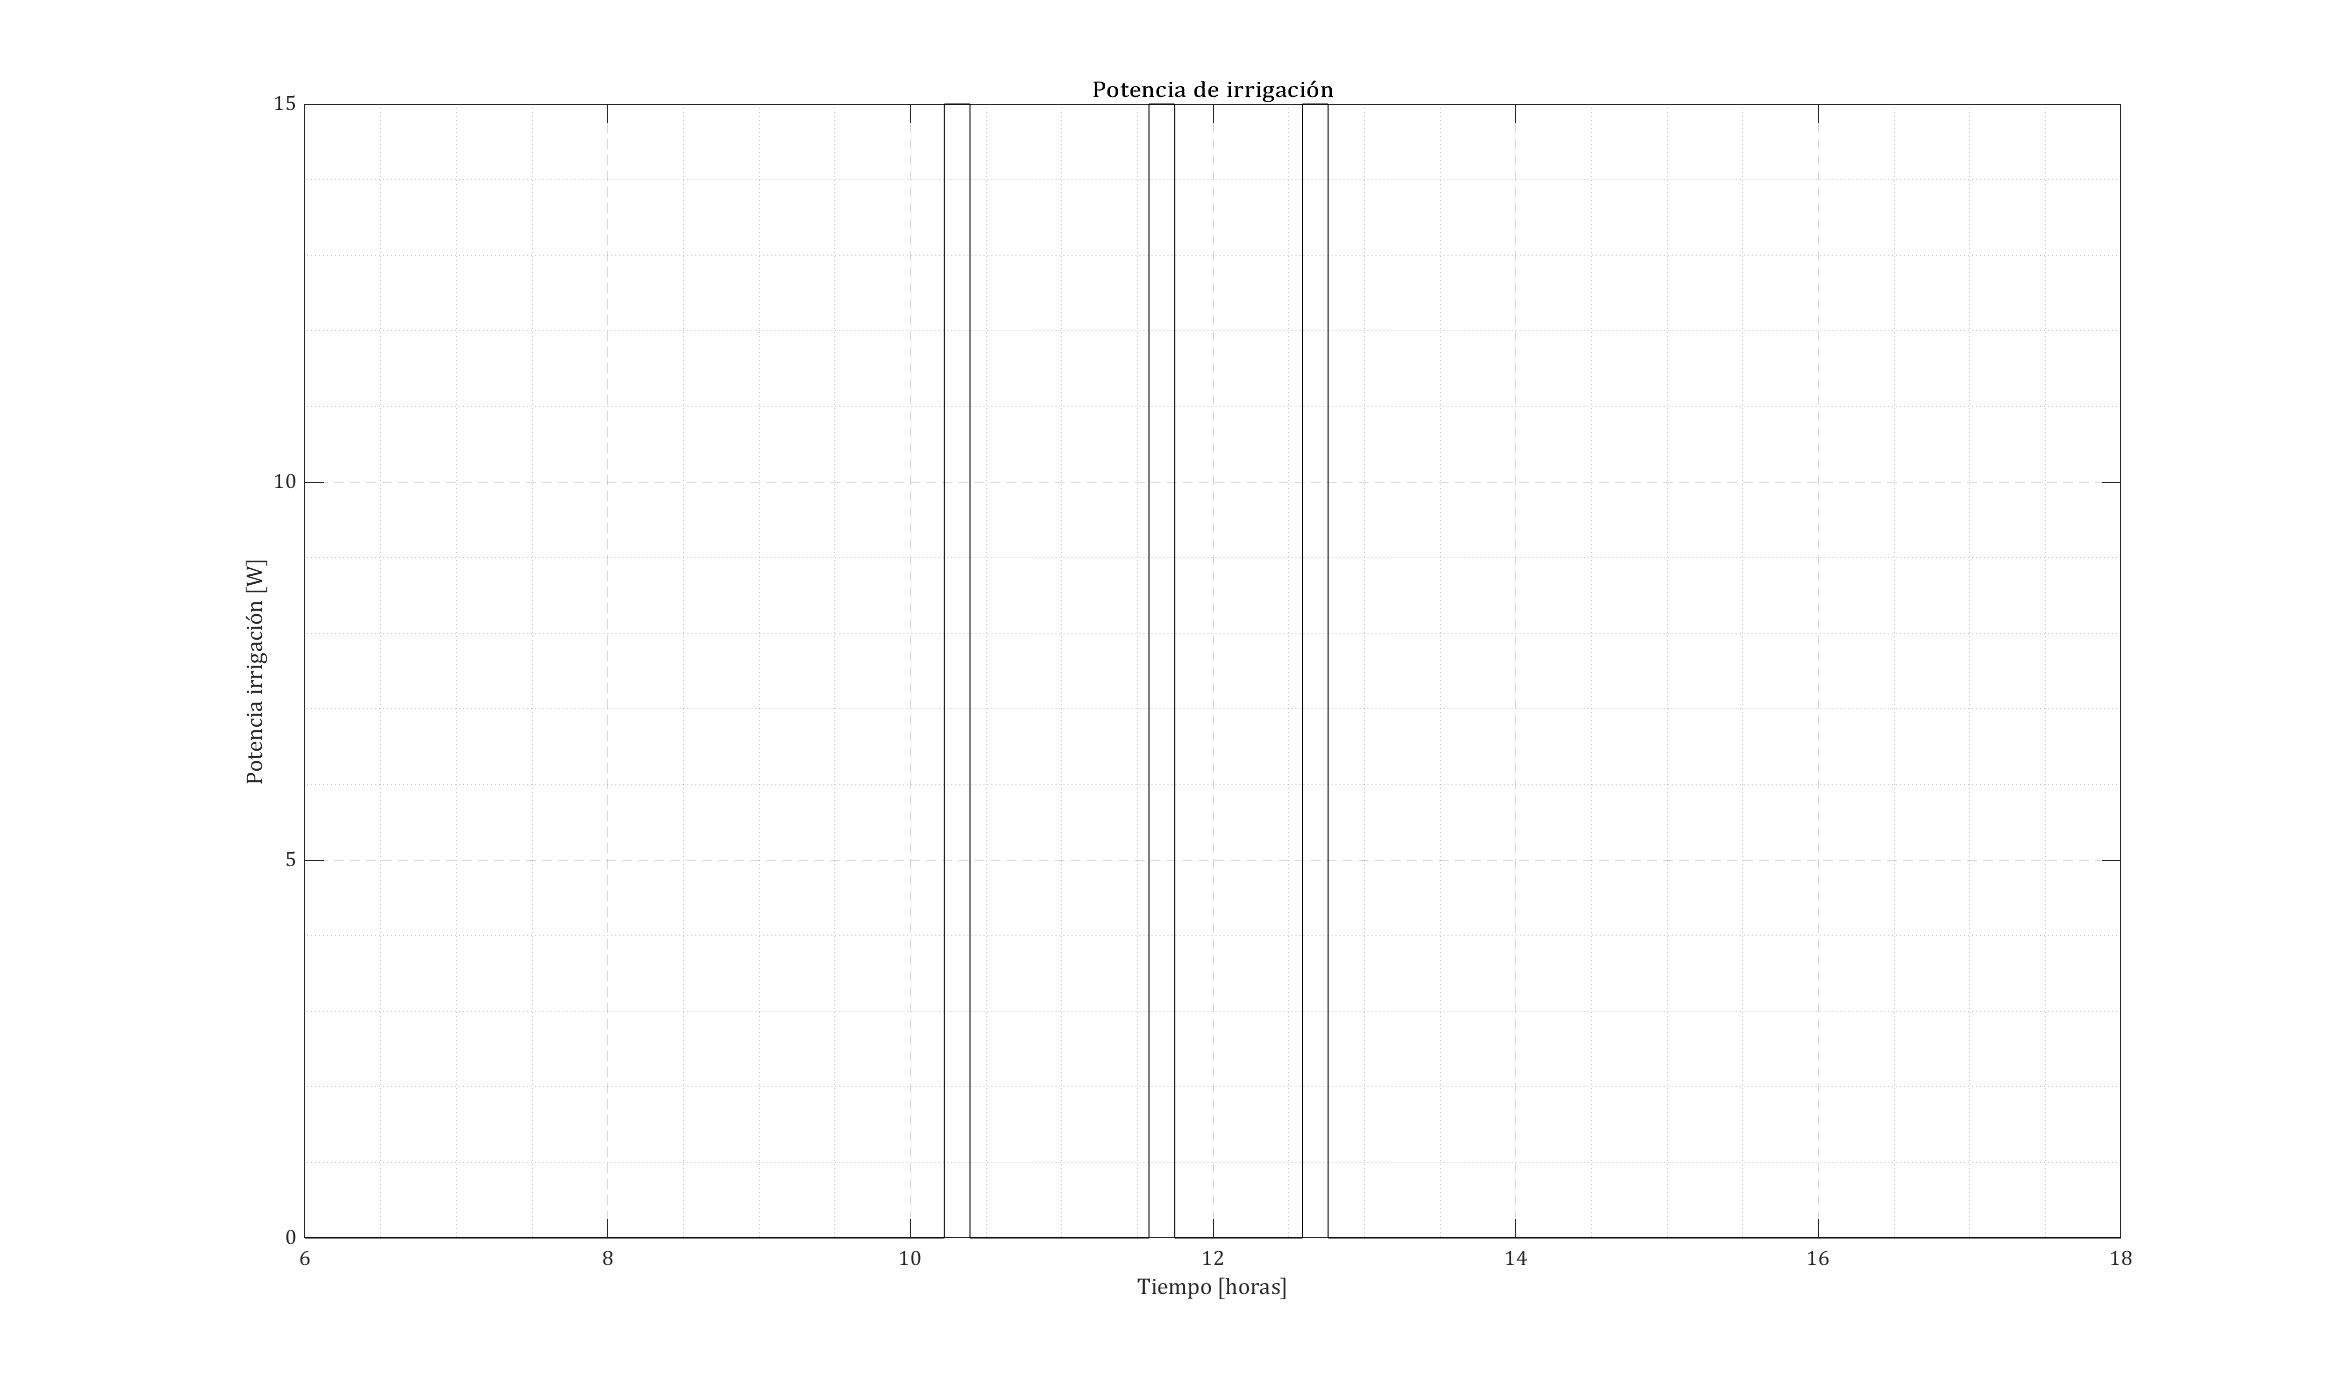 Potencia de irrigación
15
10
5
0
Potencia irrigación [W]
6 8 10 12 14 16 18
Tiempo [horas]